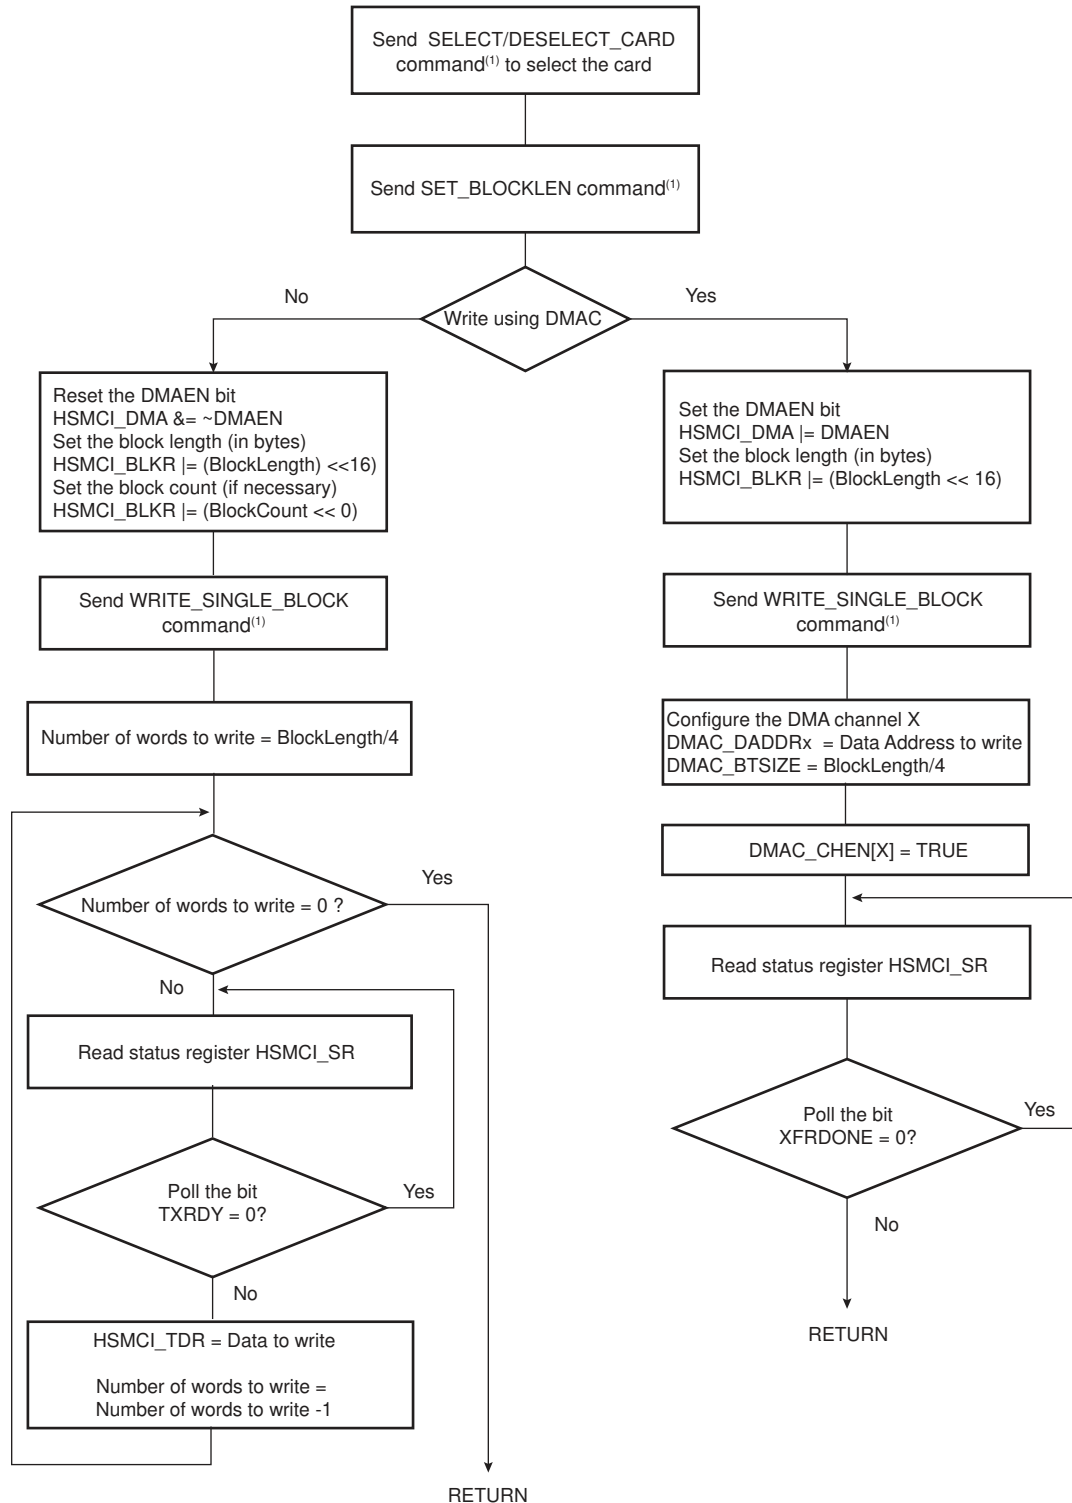 Send SELECT/DESELECT_CARD
command(1) to select the card
Send SET_BLOCKLEN command(1)
No
Yes
Write using DMAC
Reset the DMAEN bit
HSMCI_DMA &= ~DMAEN
Set the block length (in bytes)
HSMCI_BLKR |= (BlockLength) <<16)
Set the block count (if necessary)
HSMCI_BLKR |= (BlockCount << 0)
Send WRITE_SINGLE_BLOCK
command(1)
Number of words to write = BlockLength/4
Number of words to write = 0 ?
Yes
No
Read status register HSMCI_SR
Poll the bit
TXRDY = 0?
Yes
No
HSMCI_TDR = Data to write
Number of words to write =
Number of words to write -1
RETURN
Set the DMAEN bit
HSMCI_DMA |= DMAEN
Set the block length (in bytes)
HSMCI_BLKR |= (BlockLength << 16)
Send WRITE_SINGLE_BLOCK
command(1)
Configure the DMA channel X
DMAC_DADDRx = Data Address to write
DMAC_BTSIZE = BlockLength/4
DMAC_CHEN[X] = TRUE
Read status register HSMCI_SR
Poll the bit
XFRDONE = 0?
Yes
No
RETURN